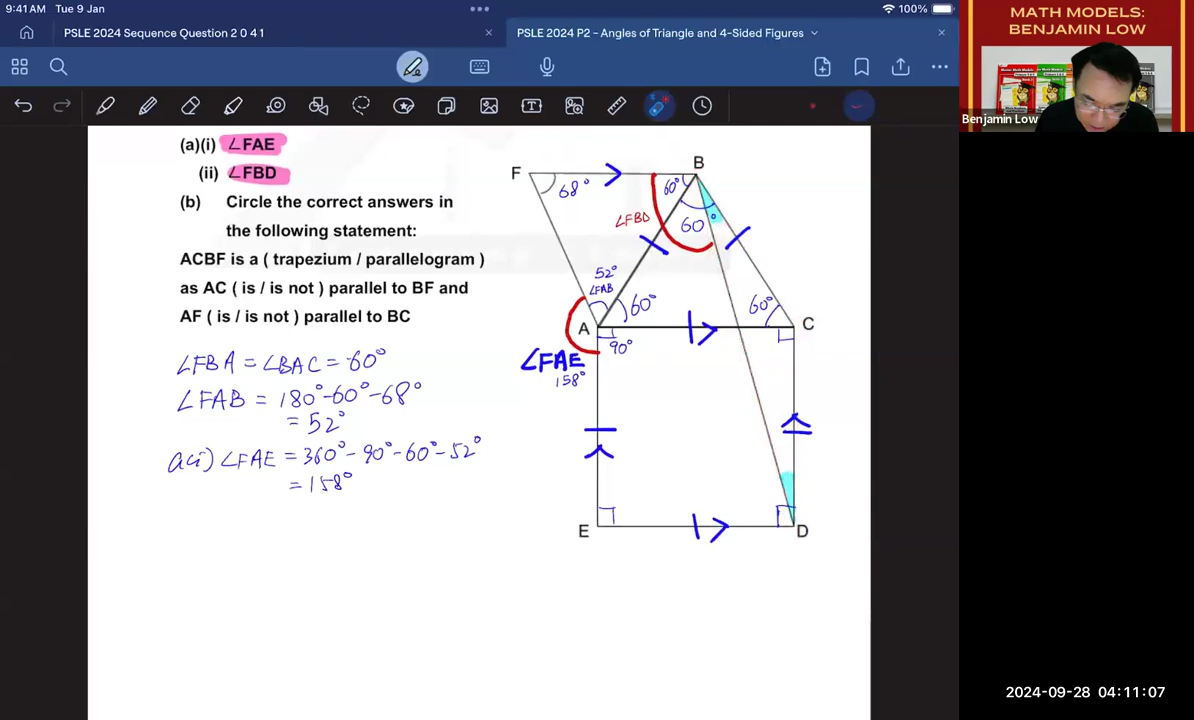 9:41 AM Tue 9 Jan
100%
PSLE 2024 Sequence Question 2 0 4 1
PSLE 2024 P2 – Angles of Triangle and 4-Sided Figures
MATH MODELS:
BENJAMIN LOW
Benjamin Low
(a)(i) ∠FAE
(ii) ∠FBD
(b) Circle the correct answers in
the following statement:
ACBF is a ( trapezium / parallelogram )
as AC ( is / is not ) parallel to BF and
AF ( is / is not ) parallel to BC
∠FBA = ∠BAC = 60°
∠FAB = 180° - 60° - 68°
= 52°
a(i) ∠FAE = 360° - 90° - 60° - 52°
= 158°
F
B
68°
60°
∠FBD
60
°
52°
∠FAB
60°
60°
A
C
90°
∠FAE
158°
E
D
2024-09-28 04:11:07